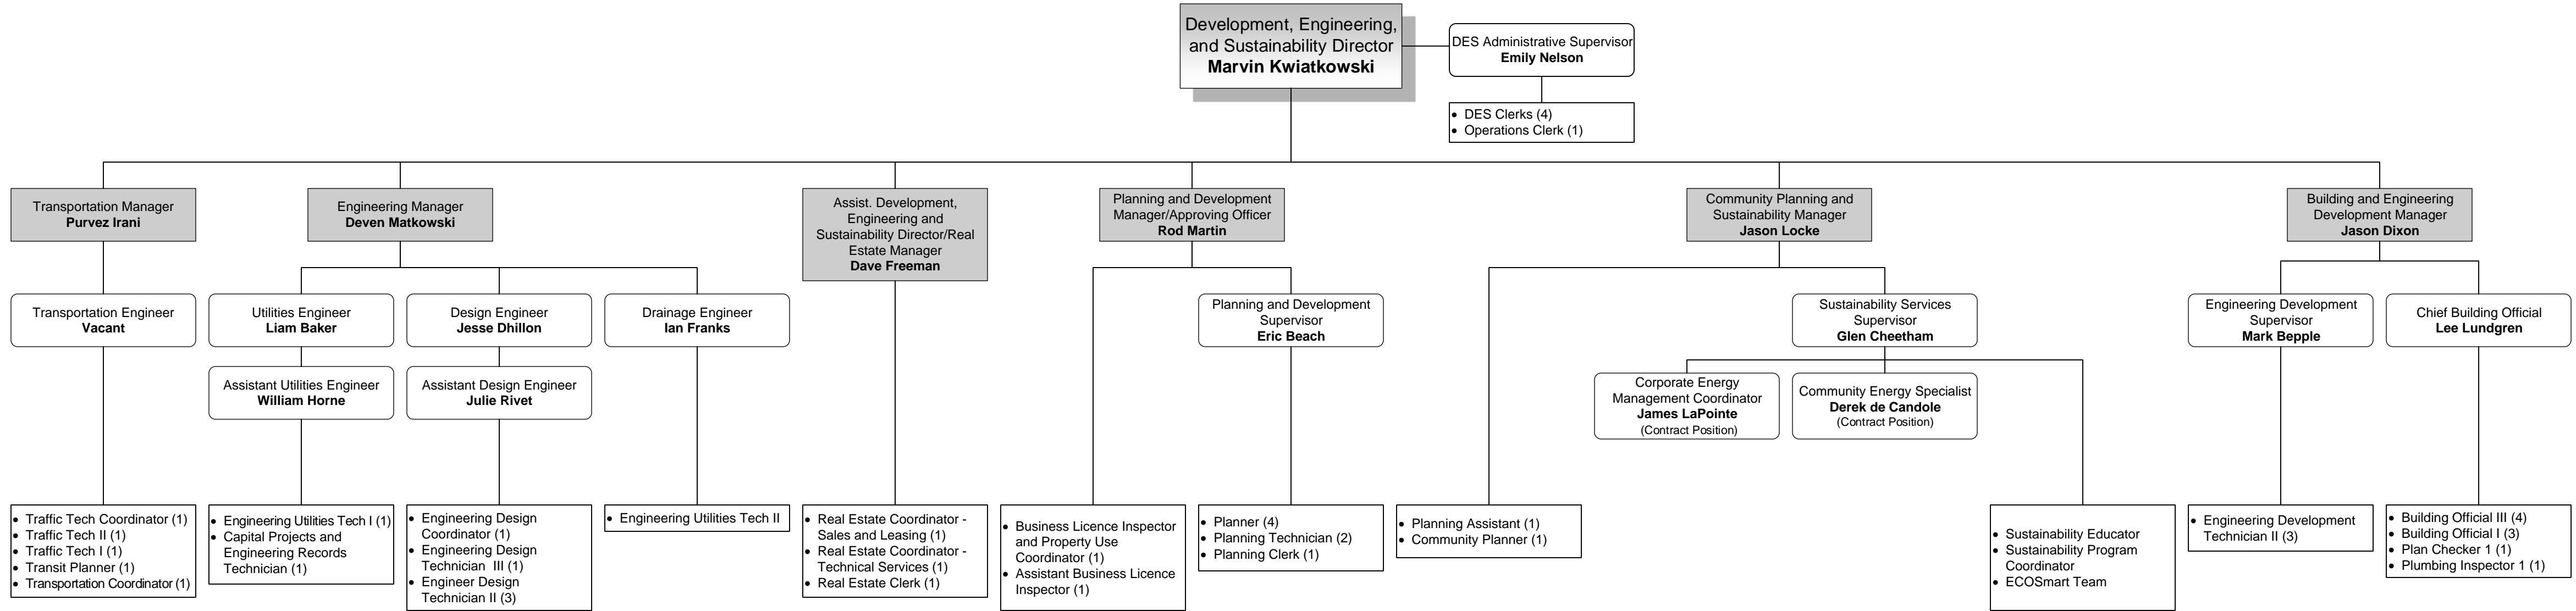 Development, Engineering,
and Sustainability Director
Marvin Kwiatkowski
DES Administrative Supervisor
Emily Nelson
• DES Clerks (4)
• Operations Clerk (1)
Transportation Manager
Purvez Irani
Engineering Manager
Deven Matkowski
Assist. Development,
Engineering and
Sustainability Director/Real
Estate Manager
Dave Freeman
Planning and Development
Manager/Approving Officer
Rod Martin
Community Planning and
Sustainability Manager
Jason Locke
Building and Engineering
Development Manager
Jason Dixon
Transportation Engineer
Vacant
Utilities Engineer
Liam Baker
Design Engineer
Jesse Dhillon
Drainage Engineer
Ian Franks
Planning and Development
Supervisor
Eric Beach
Sustainability Services
Supervisor
Glen Cheetham
Engineering Development
Supervisor
Mark Bepple
Chief Building Official
Lee Lundgren
Assistant Utilities Engineer
William Horne
Assistant Design Engineer
Julie Rivet
Corporate Energy
Management Coordinator
James LaPointe
(Contract Position)
Community Energy Specialist
Derek de Candole
(Contract Position)
• Traffic Tech Coordinator (1)
• Traffic Tech II (1)
• Traffic Tech I (1)
• Transit Planner (1)
• Transportation Coordinator (1)
• Engineering Utilities Tech I (1)
• Capital Projects and
Engineering Records
Technician (1)
• Engineering Design
Coordinator (1)
• Engineering Design
Technician III (1)
• Engineer Design
Technician II (3)
• Engineering Utilities Tech II
• Real Estate Coordinator -
Sales and Leasing (1)
• Real Estate Coordinator -
Technical Services (1)
• Real Estate Clerk (1)
• Business Licence Inspector
and Property Use
Coordinator (1)
• Assistant Business Licence
Inspector (1)
• Planner (4)
• Planning Technician (2)
• Planning Clerk (1)
• Planning Assistant (1)
• Community Planner (1)
• Sustainability Educator
• Sustainability Program
Coordinator
• ECOSmart Team
• Engineering Development
Technician II (3)
• Building Official III (4)
• Building Official I (3)
• Plan Checker 1 (1)
• Plumbing Inspector 1 (1)